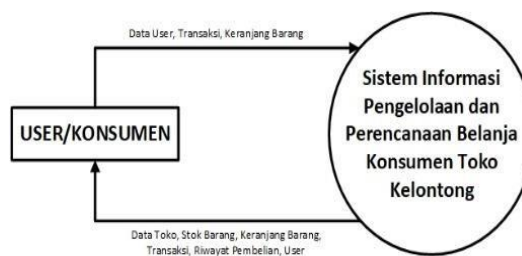 Data User, Transaksi, Keranjang Barang
USER/KONSUMEN
Sistem Informasi
Pengelolaan dan
Perencanaan Belanja
Konsumen Toko
Kelontong
Data Toko, Stok Barang, Keranjang Barang,
Transaksi, Riwayat Pembelian, User